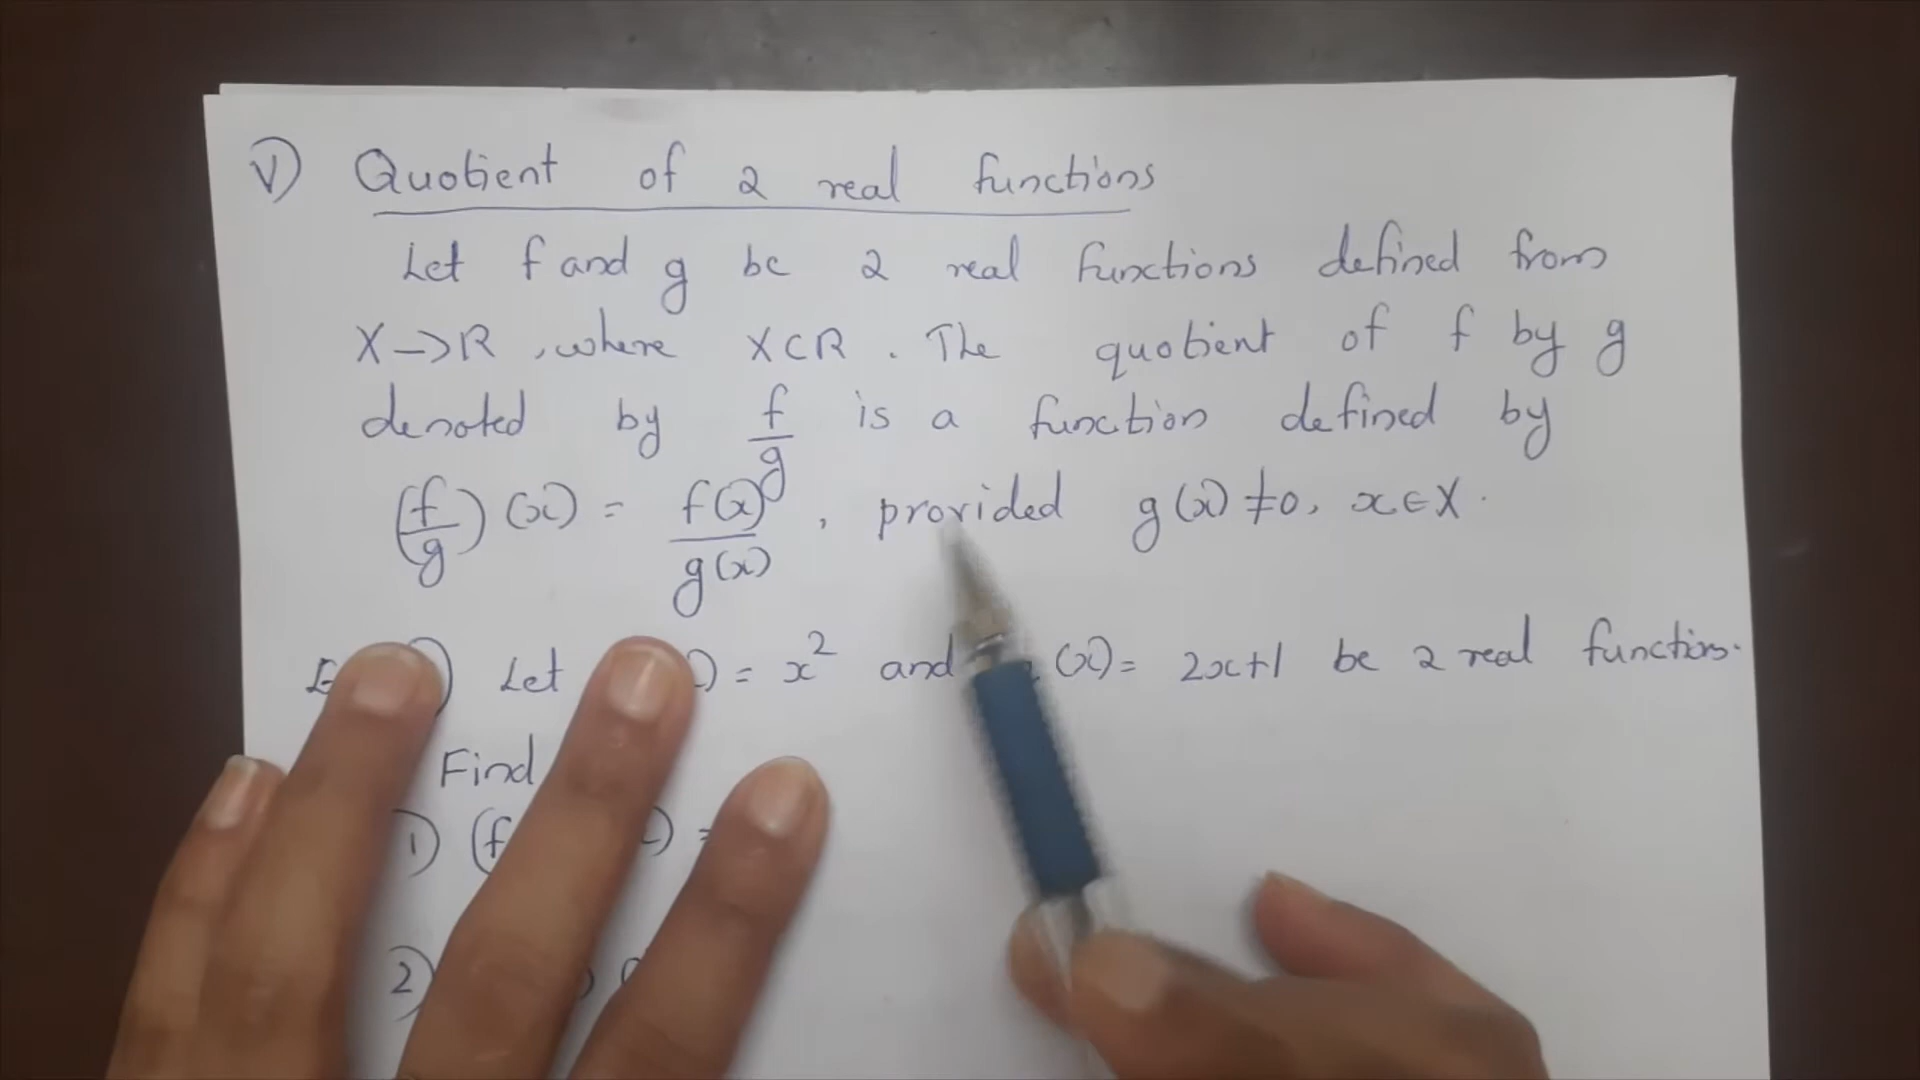 V) Quotient of 2 real functions
Let f and g be 2 real functions defined from
X→R, where X⊂R. The quotient of f by g
denoted by f/g is a function defined by
(f/g)(x) = f(x)/g(x), provided g(x)≠0, x∈X.
Let = x² and (x)= 2x+1 be 2 real functions.
Find
1) (f =
2)